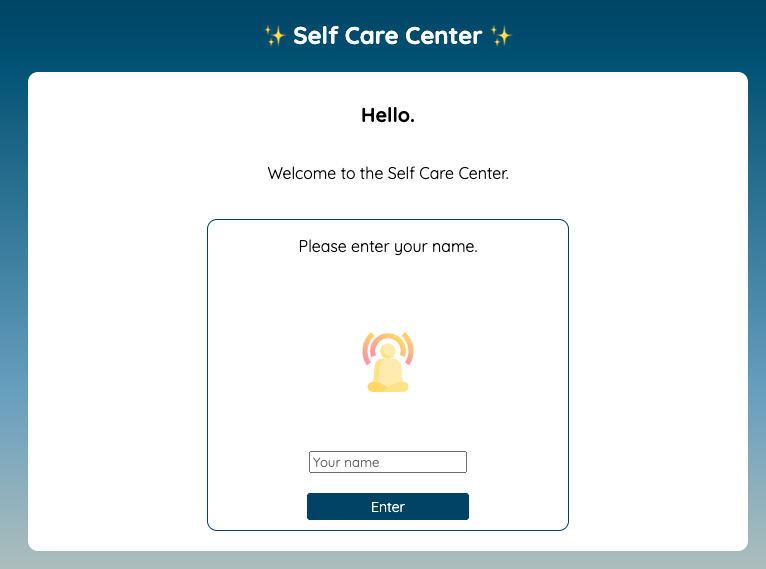 ✨ Self Care Center ✨
Hello.
Welcome to the Self Care Center.
Please enter your name.
Your name
Enter